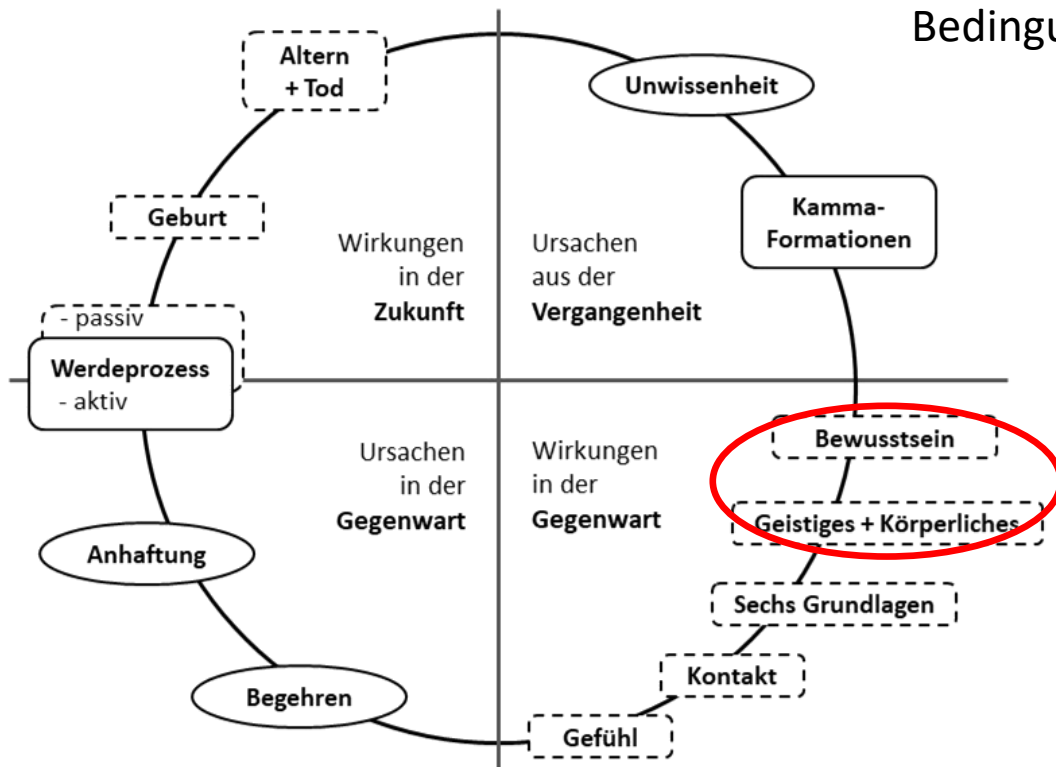 Bedingu
Altern
+ Tod
Unwissenheit
Kamma-
Formationen
Geburt
Wirkungen
in der
Zukunft
Ursachen
aus der
Vergangenheit
- passiv
Werdeprozess
- aktiv
Ursachen
in der
Gegenwart
Wirkungen
in der
Gegenwart
Bewusstsein
Geistiges + Körperliches
Anhaftung
Sechs Grundlagen
Kontakt
Begehren
Gefühl